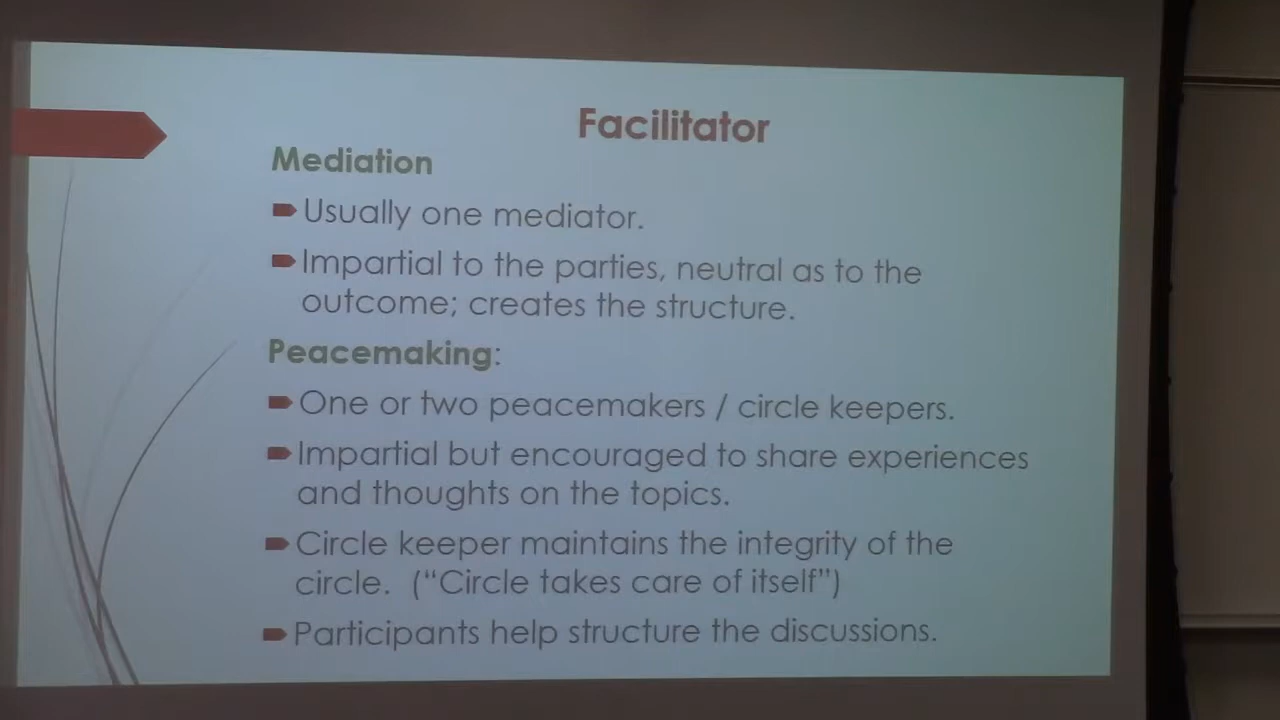 Facilitator
Mediation
Usually one mediator.
Impartial to the parties, neutral as to the
outcome; creates the structure.
Peacemaking:
One or two peacemakers / circle keepers.
Impartial but encouraged to share experiences
and thoughts on the topics.
Circle keeper maintains the integrity of the
circle. (“Circle takes care of itself”)
Participants help structure the discussions.